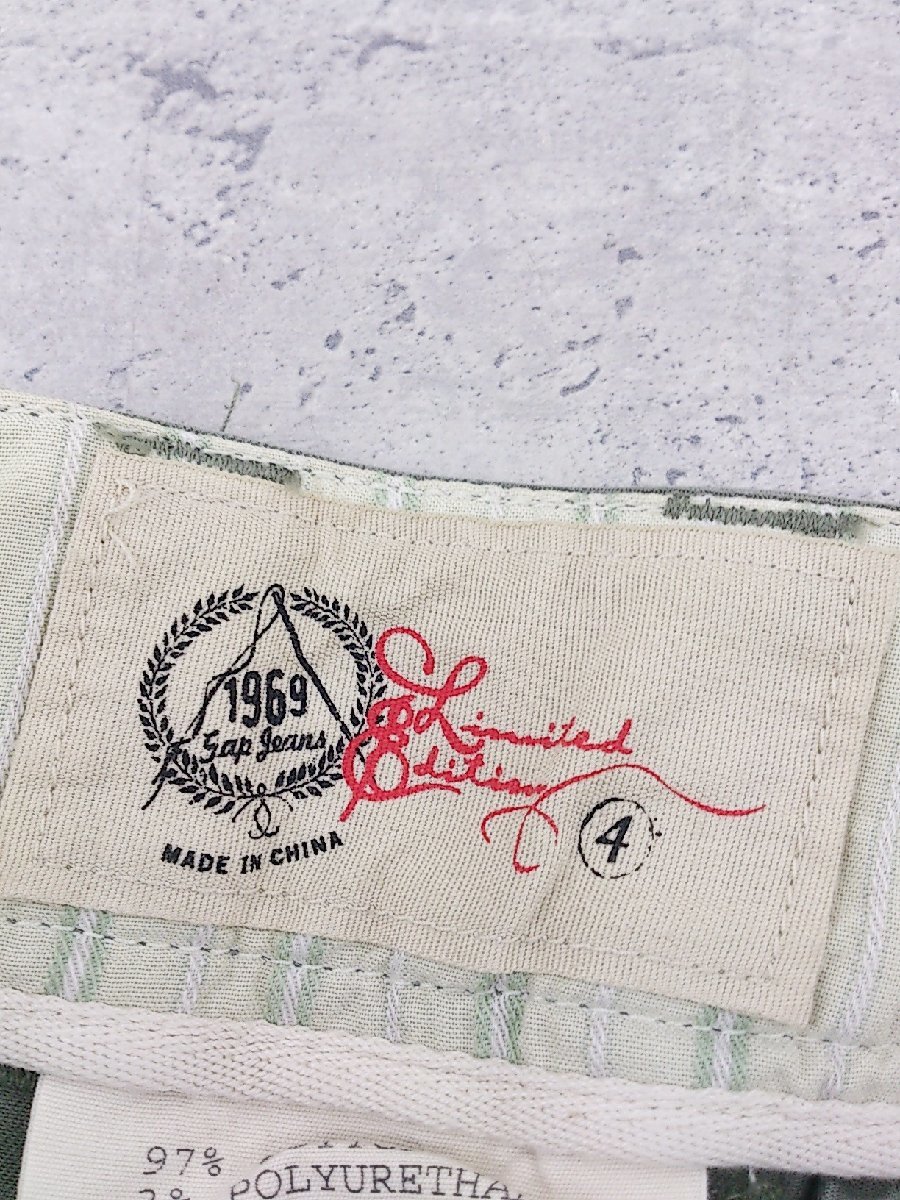 1969
Gap Jeans
Limited
Edition
4
MADE IN CHINA
97%
POLYURETHA